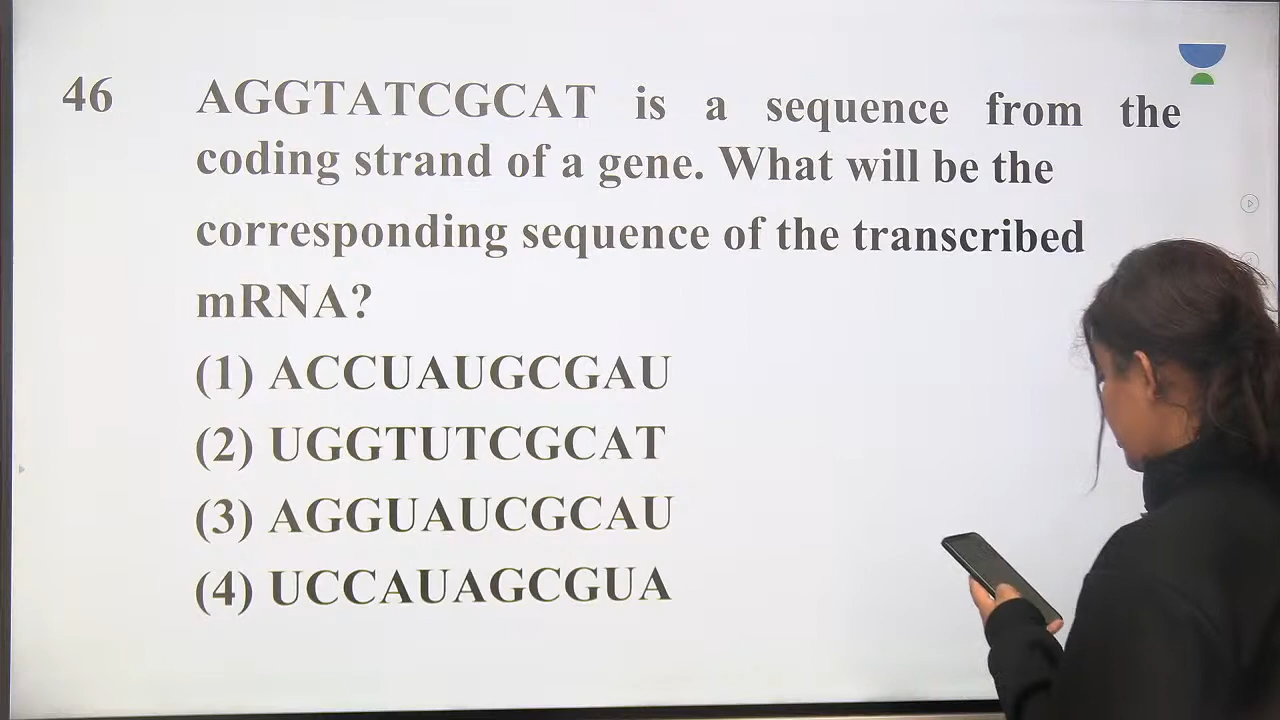 46 AGGTATCGCAT is a sequence from the
coding strand of a gene. What will be the
corresponding sequence of the transcribed
mRNA?
(1) ACCUAUGCGAU
(2) UGGTUTCGCAT
(3) AGGUAUCGCAU
(4) UCCAUAGCGUA